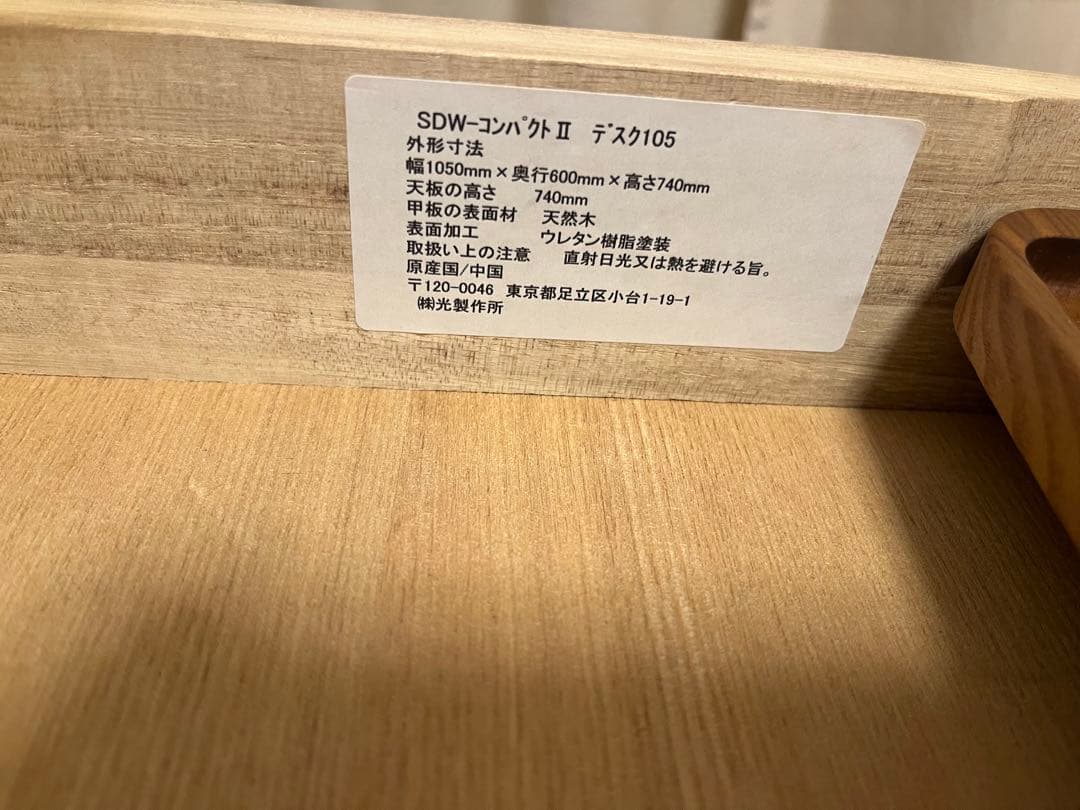 SDW-ｺﾝﾊﾟｸﾄⅡ ﾃﾞｽｸ105
外形寸法
幅1050mm×奥行600mm×高さ740mm
天板の高さ 740mm
甲板の表面材 天然木
表面加工 ウレタン樹脂塗装
取扱い上の注意 直射日光又は熱を避ける旨。
原産国/中国
〒120-0046 東京都足立区小台1-19-1
㈱光製作所